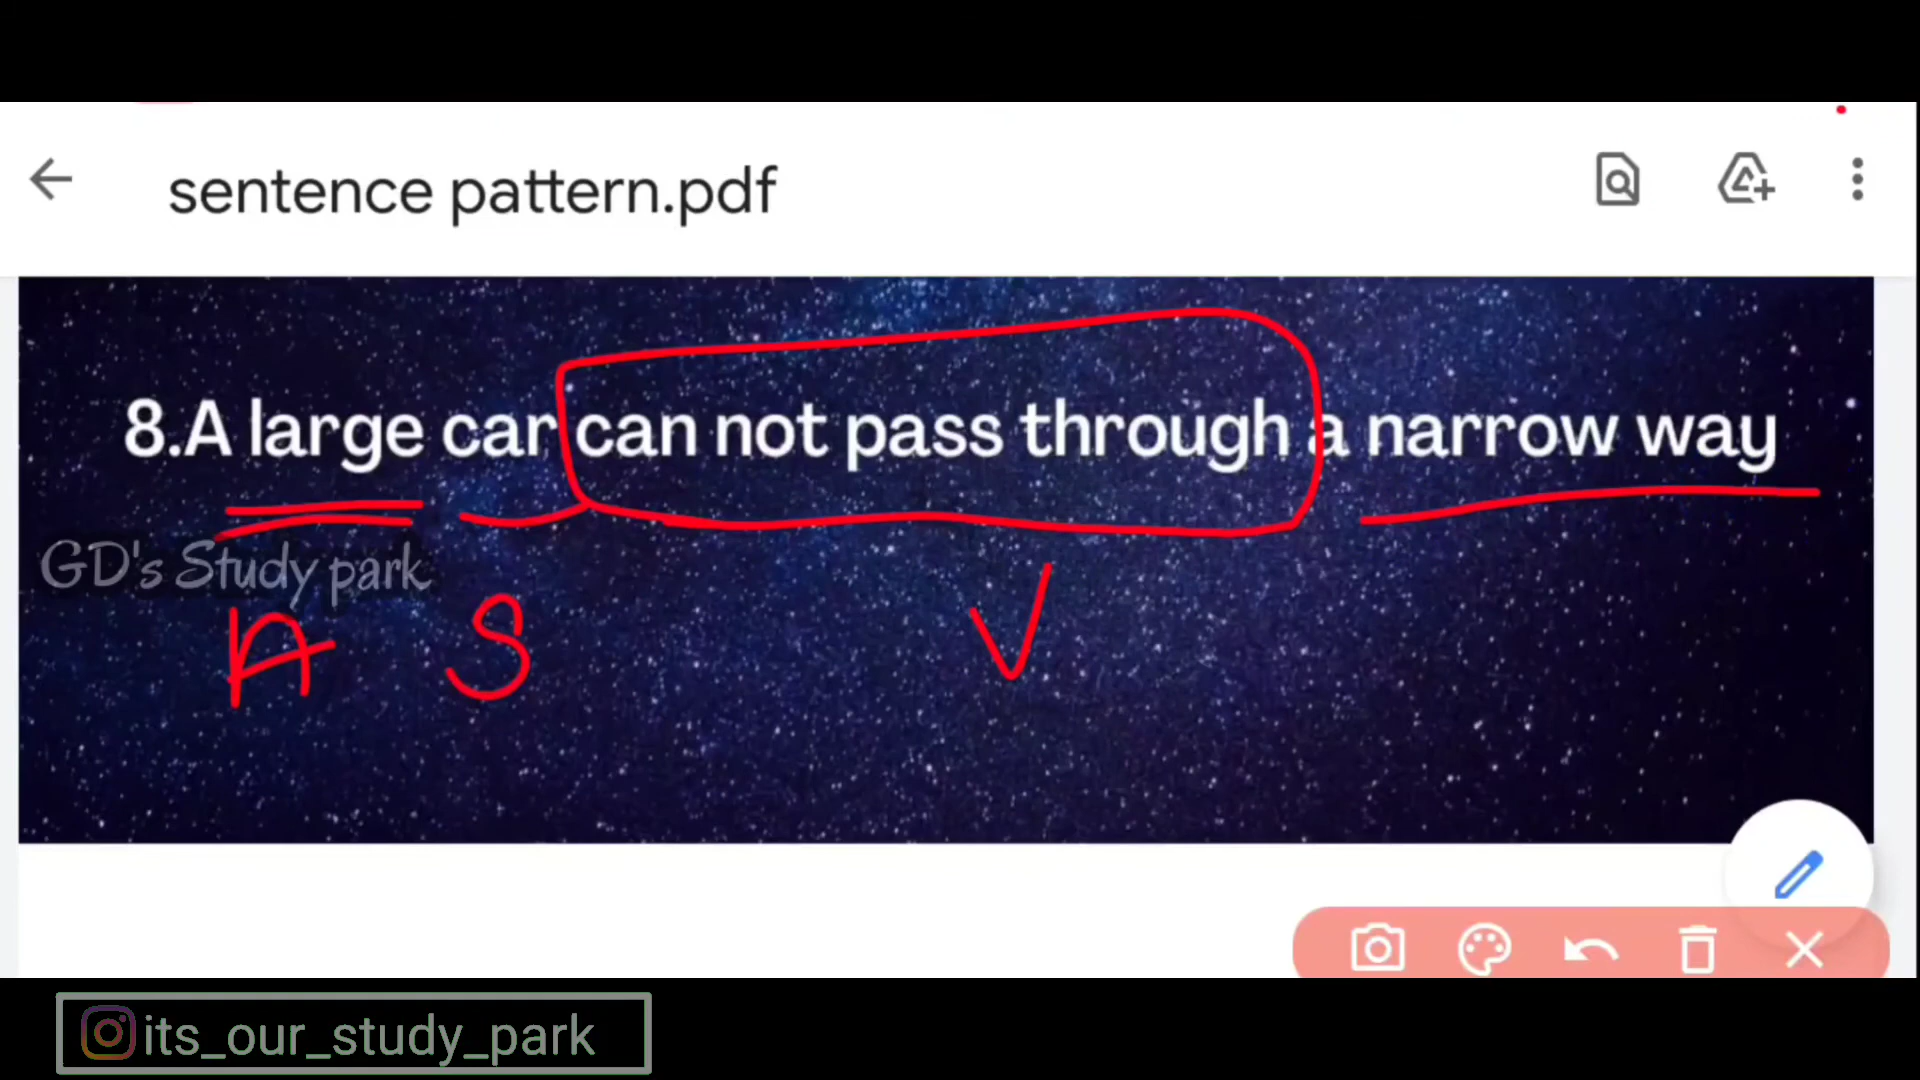 sentence pattern.pdf
8.A large car can not pass through a narrow way
GD's Study park
A S V
its_our_study_park